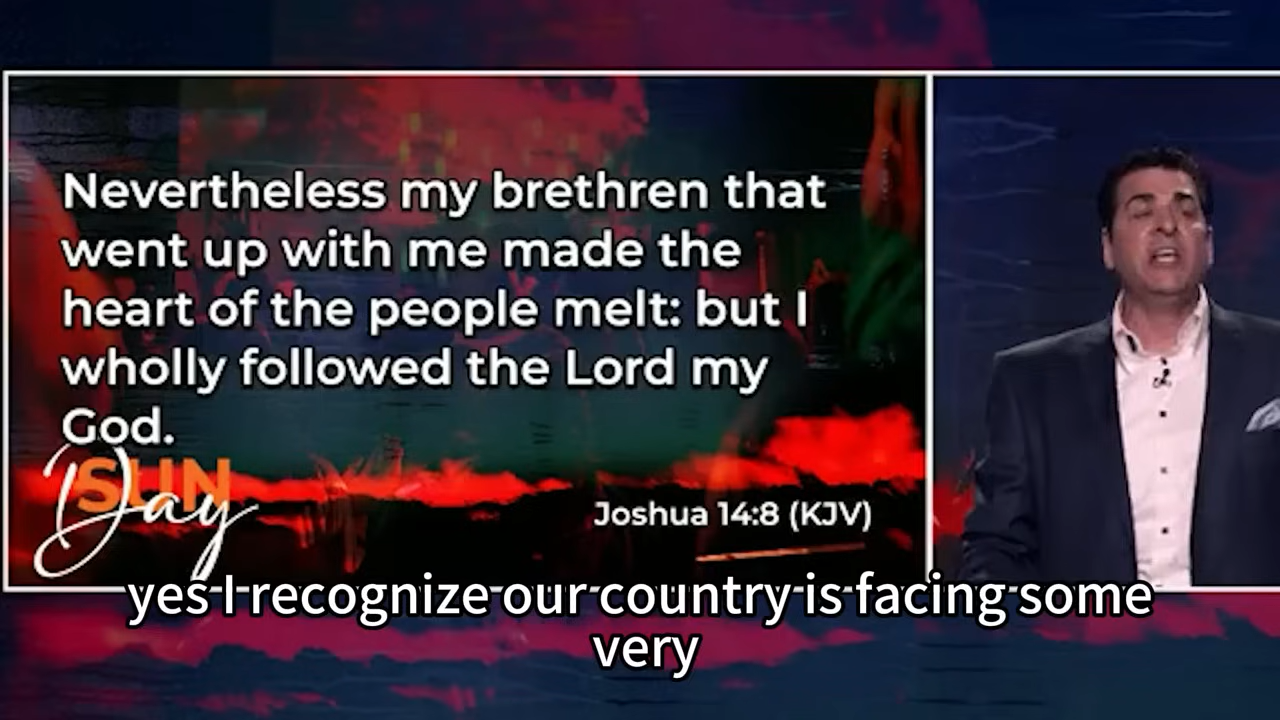 Nevertheless my brethren that
went up with me made the
heart of the people melt: but I
wholly followed the Lord my
God.
SUN
Day
Joshua 14:8 (KJV)
yes I recognize our country is facing some
very